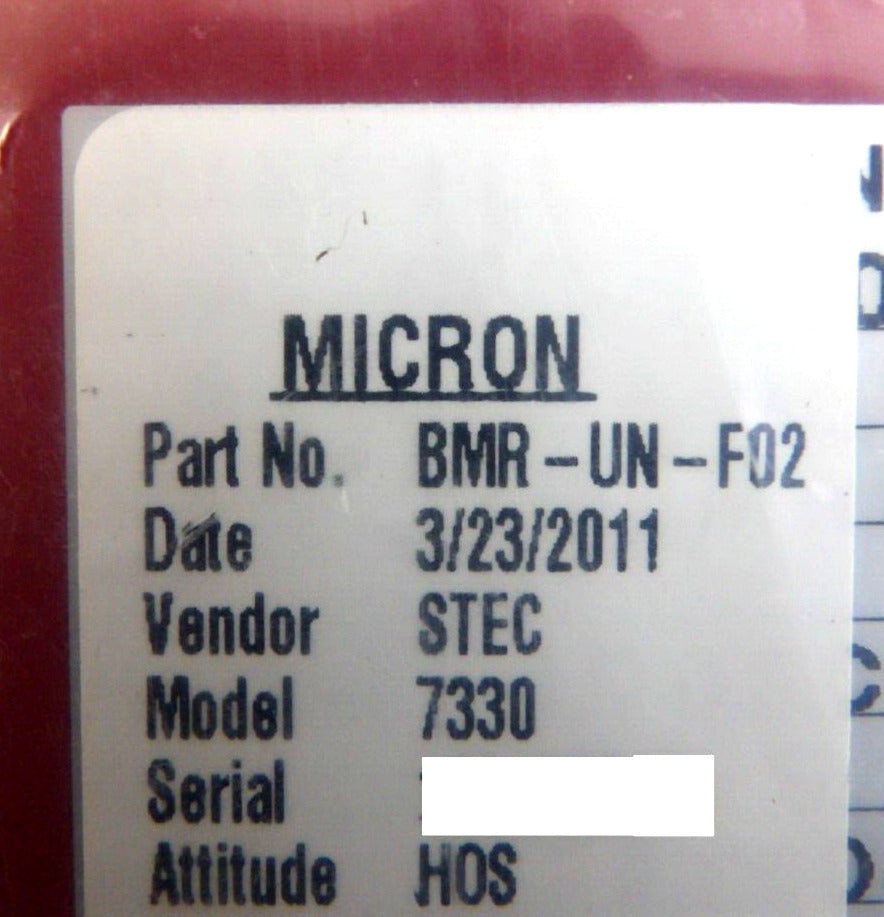 MICRON
Part No. BMR-UN-F02
Date 3/23/2011
Vendor STEC
Model 7330
Serial
Attitude HOS